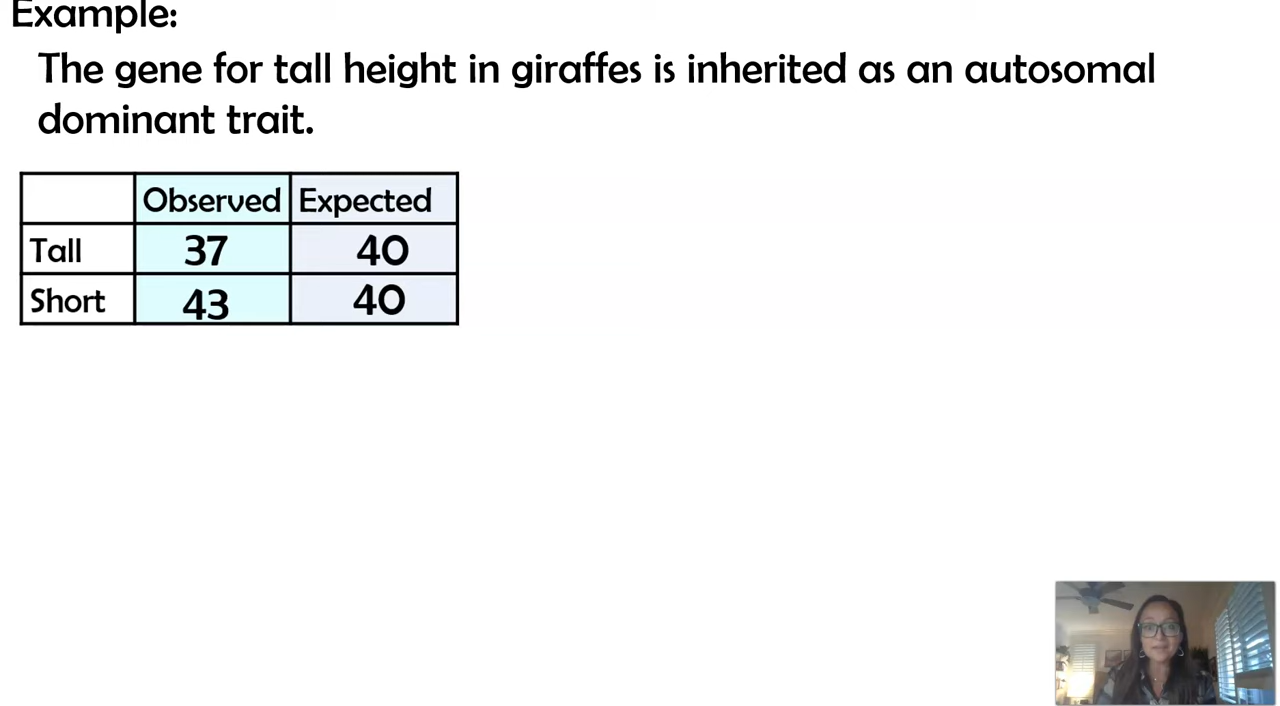 Example:
The gene for tall height in giraffes is inherited as an autosomal
dominant trait.
Observed Expected
Tall 37 40
Short 43 40